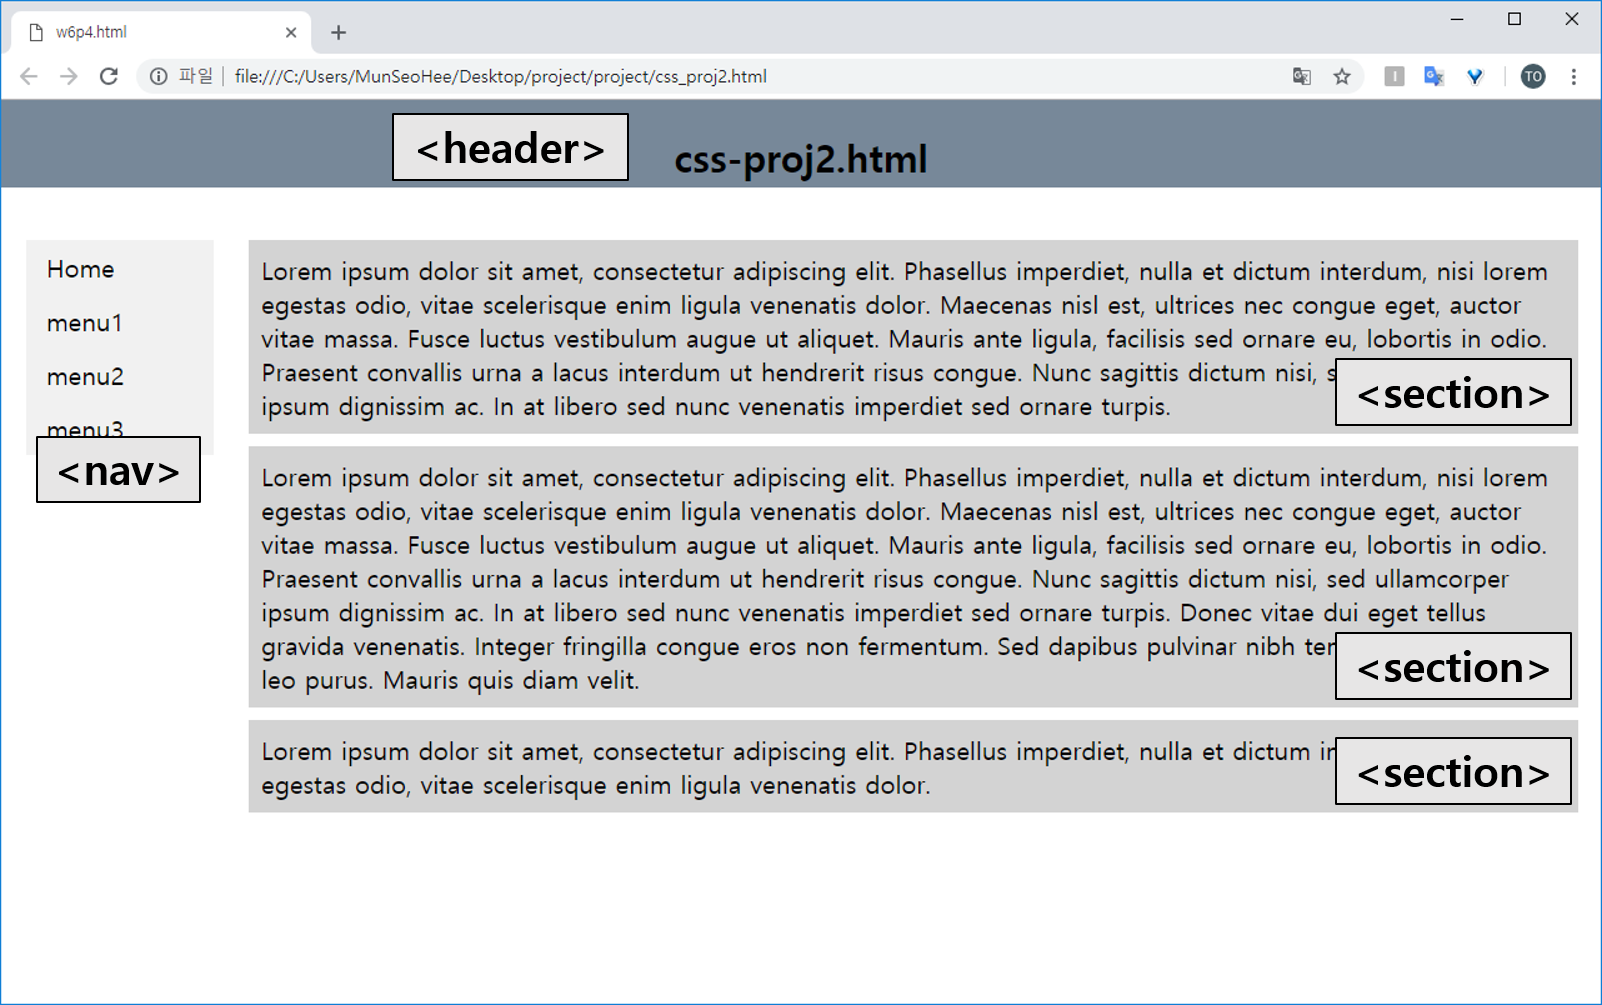 w6p4.html
파일 file:///C:/Users/MunSeoHee/Desktop/project/project/css_proj2.html
TO
<header>
css-proj2.html
Home
menu1
menu2
menu3
<nav>
Lorem ipsum dolor sit amet, consectetur adipiscing elit. Phasellus imperdiet, nulla et dictum interdum, nisi lorem
egestas odio, vitae scelerisque enim ligula venenatis dolor. Maecenas nisl est, ultrices nec congue eget, auctor
vitae massa. Fusce luctus vestibulum augue ut aliquet. Mauris ante ligula, facilisis sed ornare eu, lobortis in odio.
Praesent convallis urna a lacus interdum ut hendrerit risus congue. Nunc sagittis dictum nisi,
ipsum dignissim ac. In at libero sed nunc venenatis imperdiet sed ornare turpis.
<section>
Lorem ipsum dolor sit amet, consectetur adipiscing elit. Phasellus imperdiet, nulla et dictum interdum, nisi lorem
egestas odio, vitae scelerisque enim ligula venenatis dolor. Maecenas nisl est, ultrices nec congue eget, auctor
vitae massa. Fusce luctus vestibulum augue ut aliquet. Mauris ante ligula, facilisis sed ornare eu, lobortis in odio.
Praesent convallis urna a lacus interdum ut hendrerit risus congue. Nunc sagittis dictum nisi, sed ullamcorper
ipsum dignissim ac. In at libero sed nunc venenatis imperdiet sed ornare turpis. Donec vitae dui eget tellus
gravida venenatis. Integer fringilla congue eros non fermentum. Sed dapibus pulvinar nibh
leo purus. Mauris quis diam velit.
<section>
Lorem ipsum dolor sit amet, consectetur adipiscing elit. Phasellus imperdiet, nulla et dictum
egestas odio, vitae scelerisque enim ligula venenatis dolor.
<section>